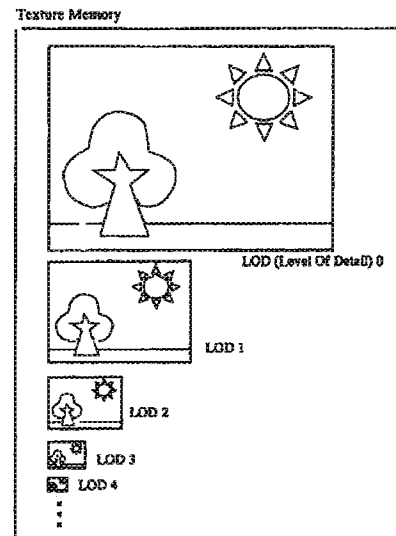 Texture Memory
LOD (Level Of Detail) 0
LOD 1
LOD 2
LOD 3
LOD 4